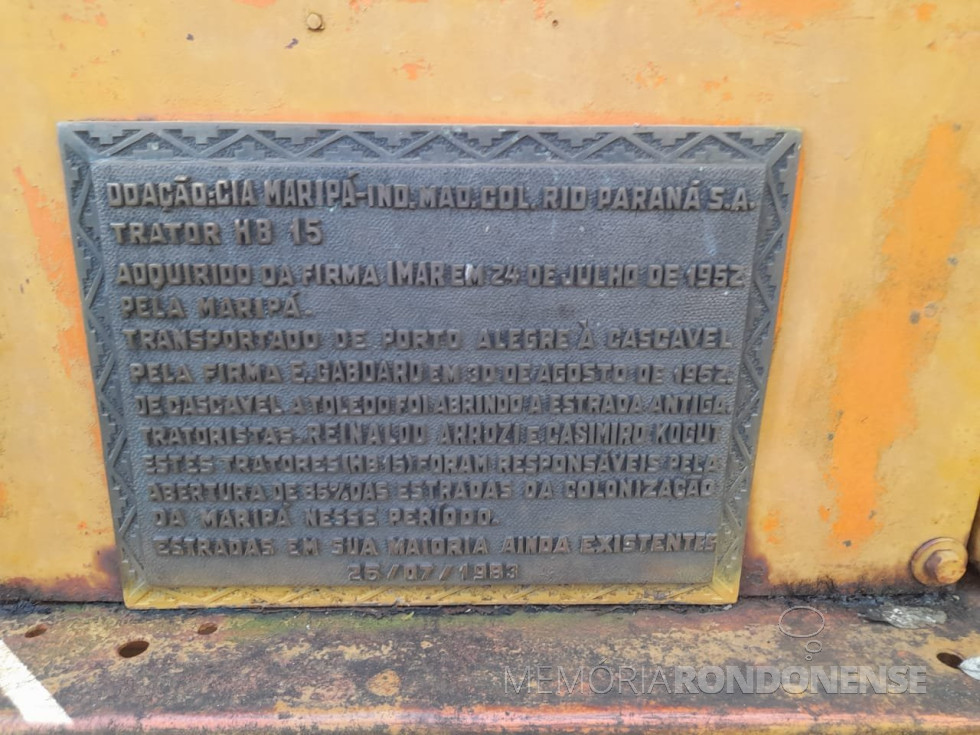 DOAÇÃO: CIA MARIPÁ-IND. MAD. COL. RIO PARANÁ S.A.
TRATOR HB 15
ADQUIRIDO DA FIRMA IMAR EM 24 DE JULHO DE 1952
PELA MARIPÁ.
TRANSPORTADO DE PORTO ALEGRE À CASCAVEL
PELA FIRMA E. GABOARD EM 30 DE AGOSTO DE 1952.
DE CASCAVEL A TOLEDO FOI ABRINDO A ESTRADA ANTIGA.
TRATORISTAS. REINALDO ARROZI E CASIMIRO KOGUT
ESTES TRATORES (HB 15) FORAM RESPONSÁVEIS PELA
ABERTURA DE 85% DAS ESTRADAS DA COLONIZAÇÃO
DA MARIPÁ NESSE PERÍODO.
ESTRADAS EM SUA MAIORIA AINDA EXISTENTES
25/07/1983
MEMÓRIARONDONENSE